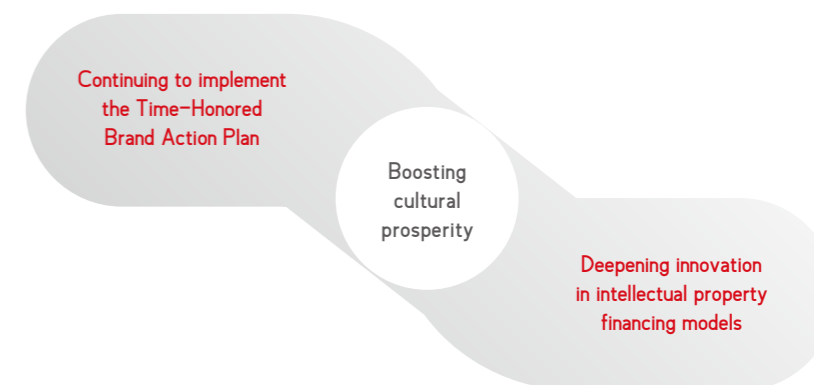 Continuing to implement
the Time-Honored
Brand Action Plan
Boosting
cultural
prosperity
Deepening innovation
in intellectual property
financing models